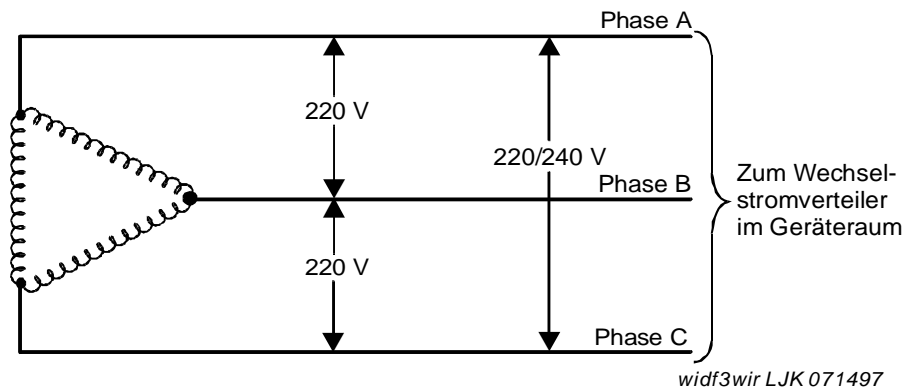 Phase A
220 V
220/240 V
Phase B
Zum Wechsel-
stromverteiler
im Geräteraum
220 V
Phase C
widf3wir LJK 071497